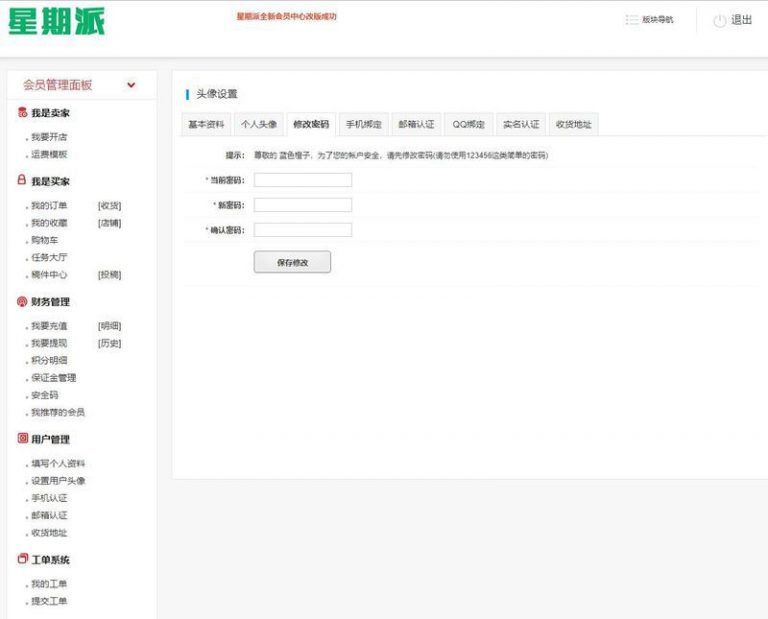 星期派
星期派全新会员中心改版成功
版块导航
退出
会员管理面板
我是卖家
我要开店
运费模板
我是买家
我的订单 [收货]
我的收藏 [店铺]
购物车
任务大厅
稿件中心 [投稿]
财务管理
我要充值 [明细]
我要提现 [历史]
积分明细
保证金管理
安全码
我推荐的会员
用户管理
填写个人资料
设置用户头像
手机认证
邮箱认证
收货地址
工单系统
我的工单
提交工单
头像设置
基本资料 个人头像 修改密码 手机绑定 邮箱认证 QQ绑定 实名认证 收货地址
提示： 尊敬的 蓝色橙子，为了您的帐户安全，请先修改密码(请勿使用123456这类简单的密码)
* 当前密码：
* 新密码：
* 确认密码：
保存修改